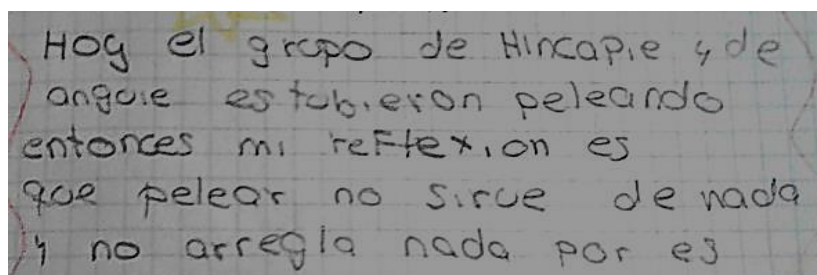 Hoy el grupo de Hincapie y de
angie estubieron peleando
entonces mi reflexion es
que pelear no sirve de nada
y no arregla nada por es